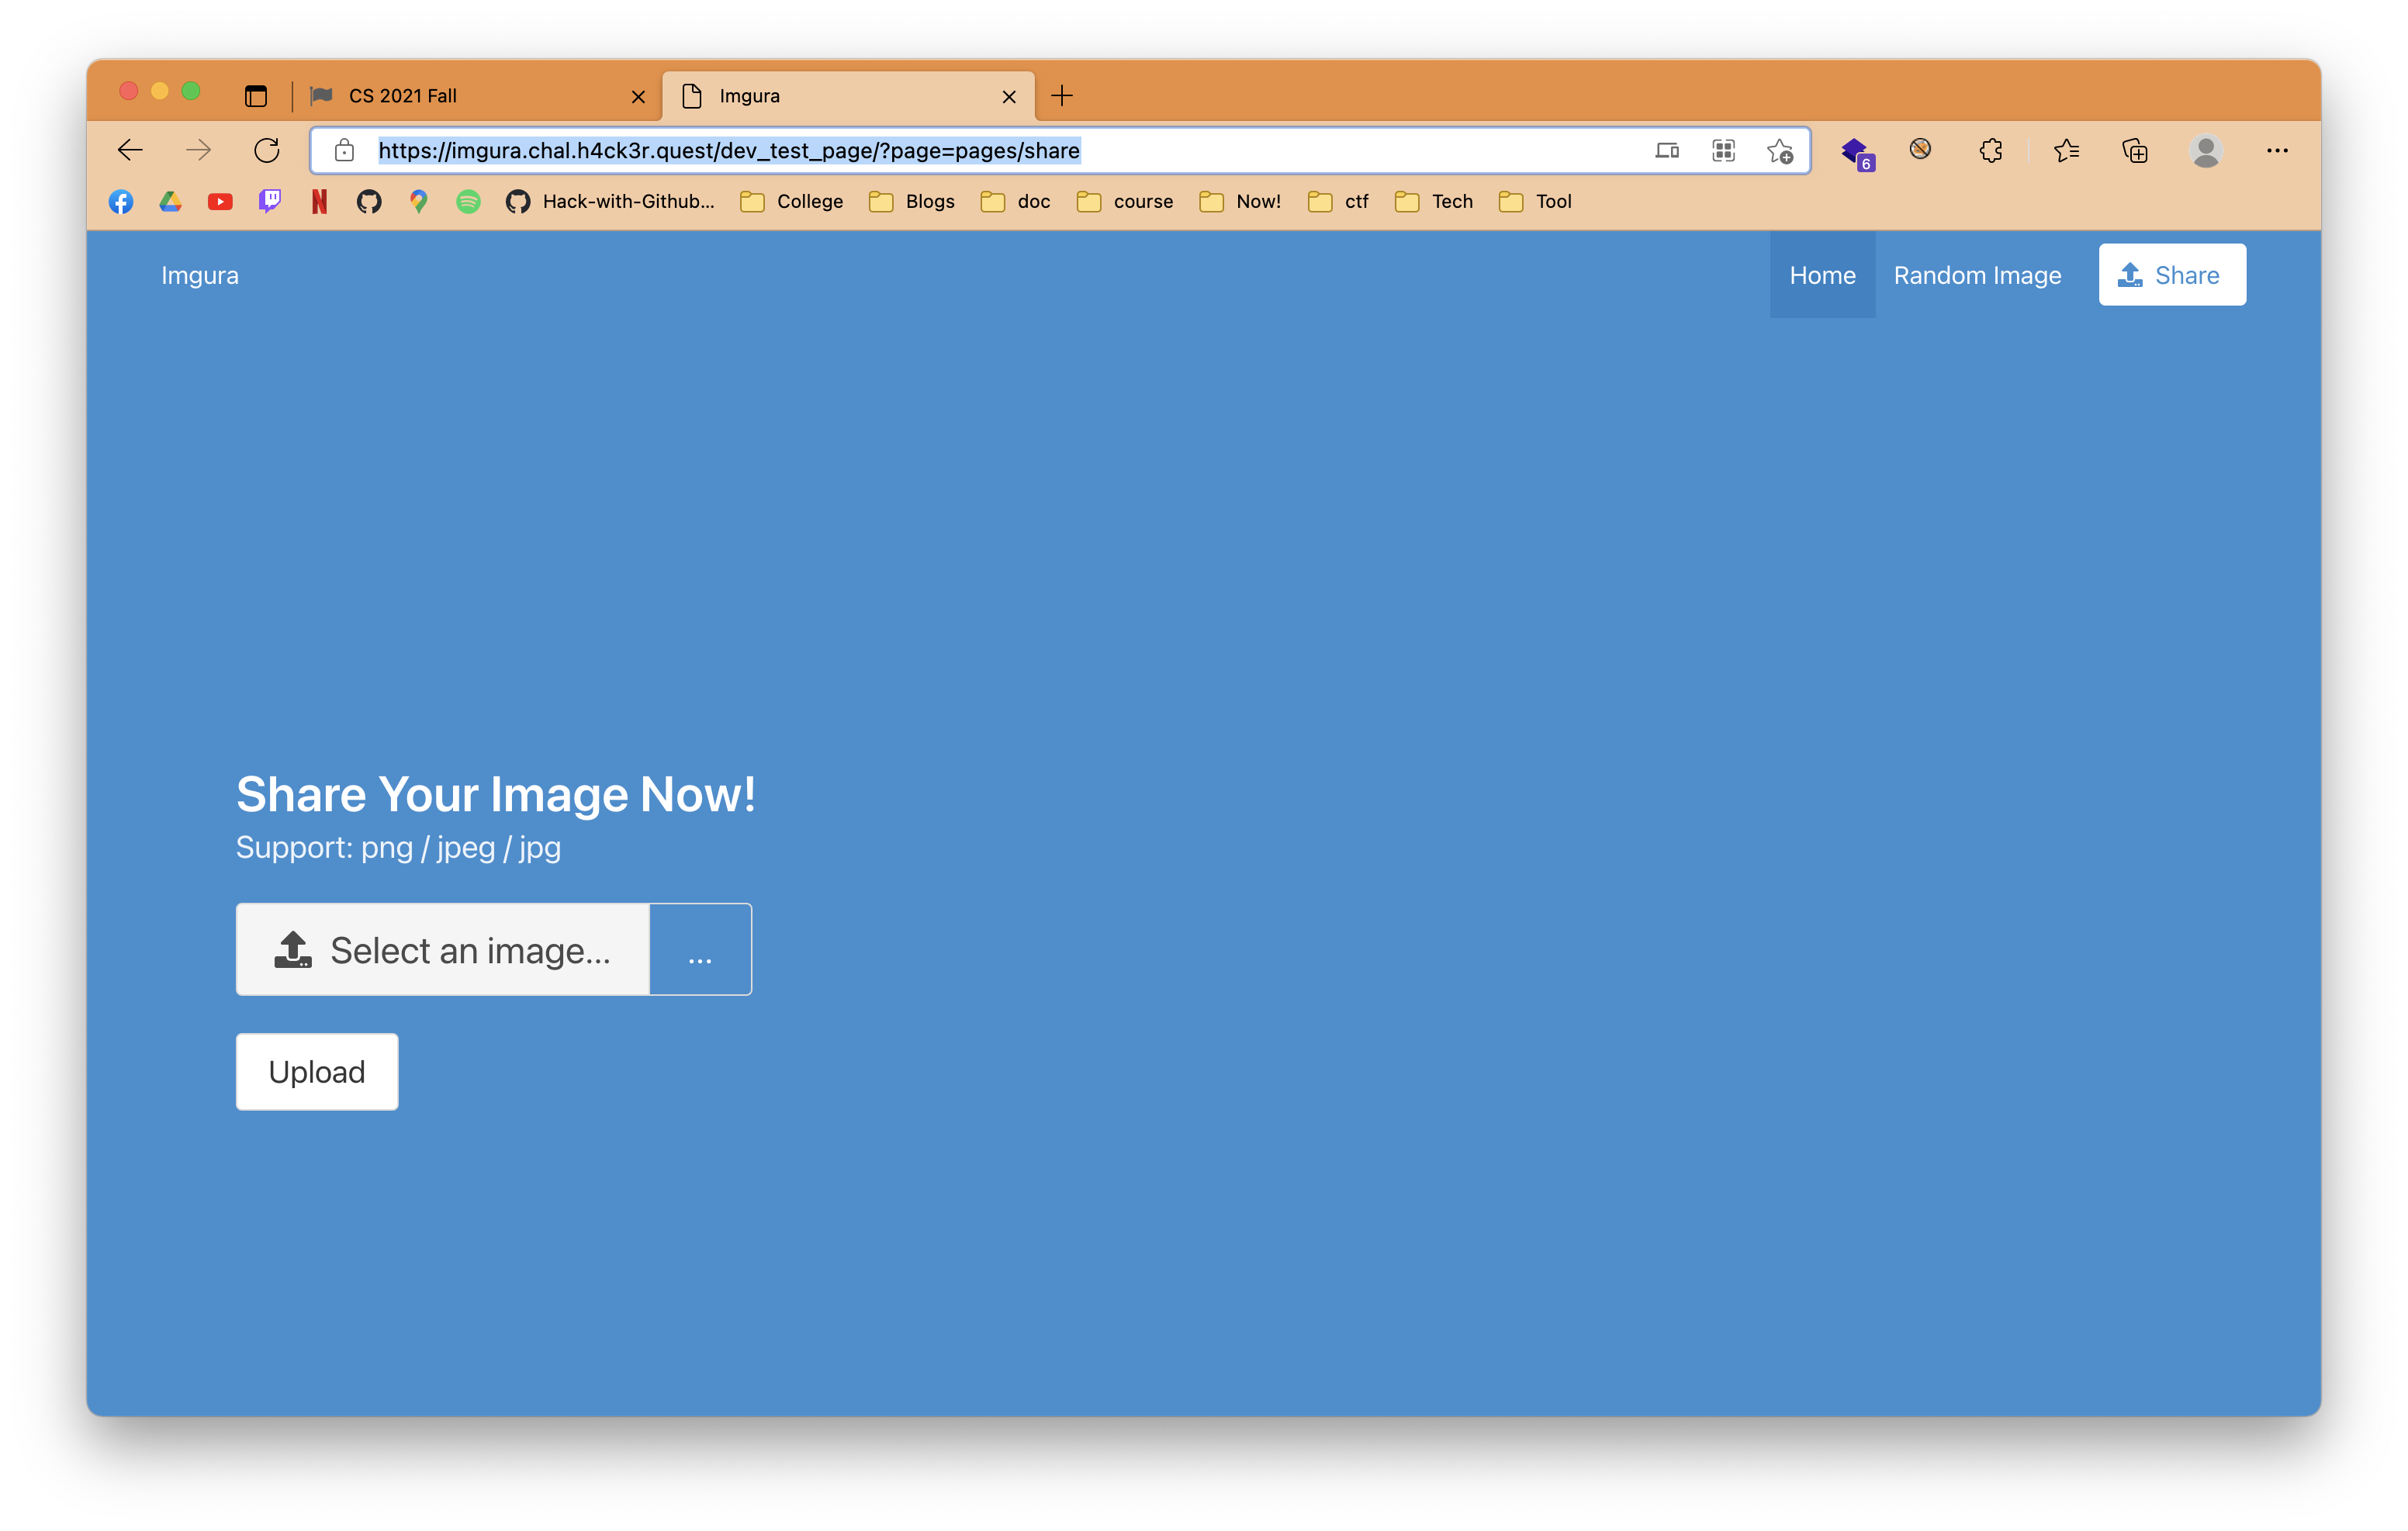 CS 2021 Fall
Imgura
https://imgura.chal.h4ck3r.quest/dev_test_page/?page=pages/share
6
Hack-with-Github... College Blogs doc course Now! ctf Tech Tool
Imgura Home Random Image Share
Share Your Image Now!
Support: png / jpeg / jpg
Select an image... ...
Upload